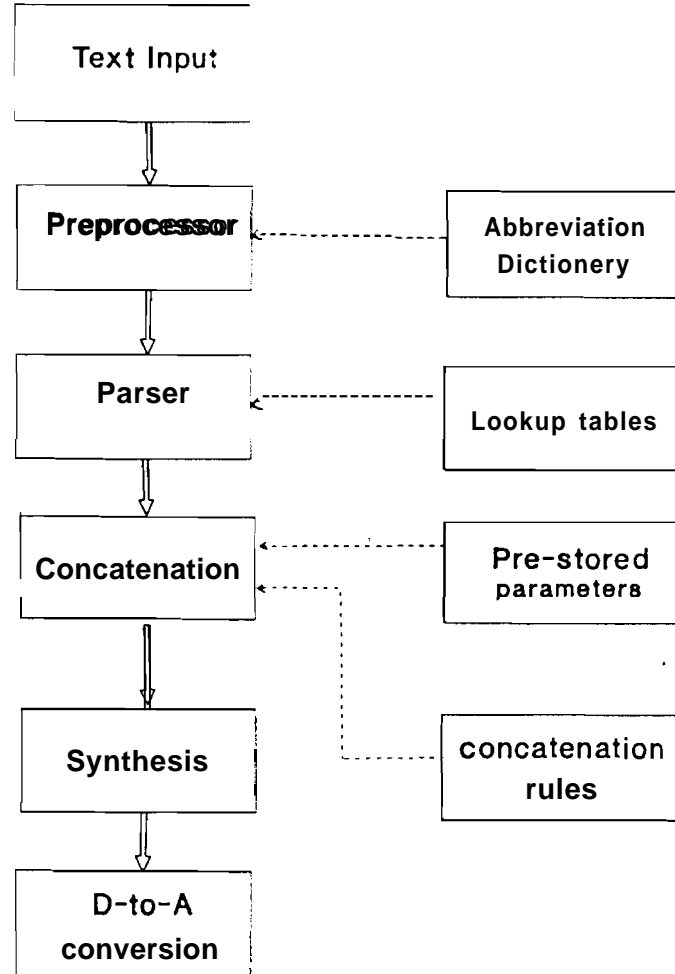 Text Input
Preprocessor
Abbreviation
Dictionery
Parser
Lookup tables
Concatenation
Pre-stored
parameters
Synthesis
concatenation
rules
D-to-A
conversion